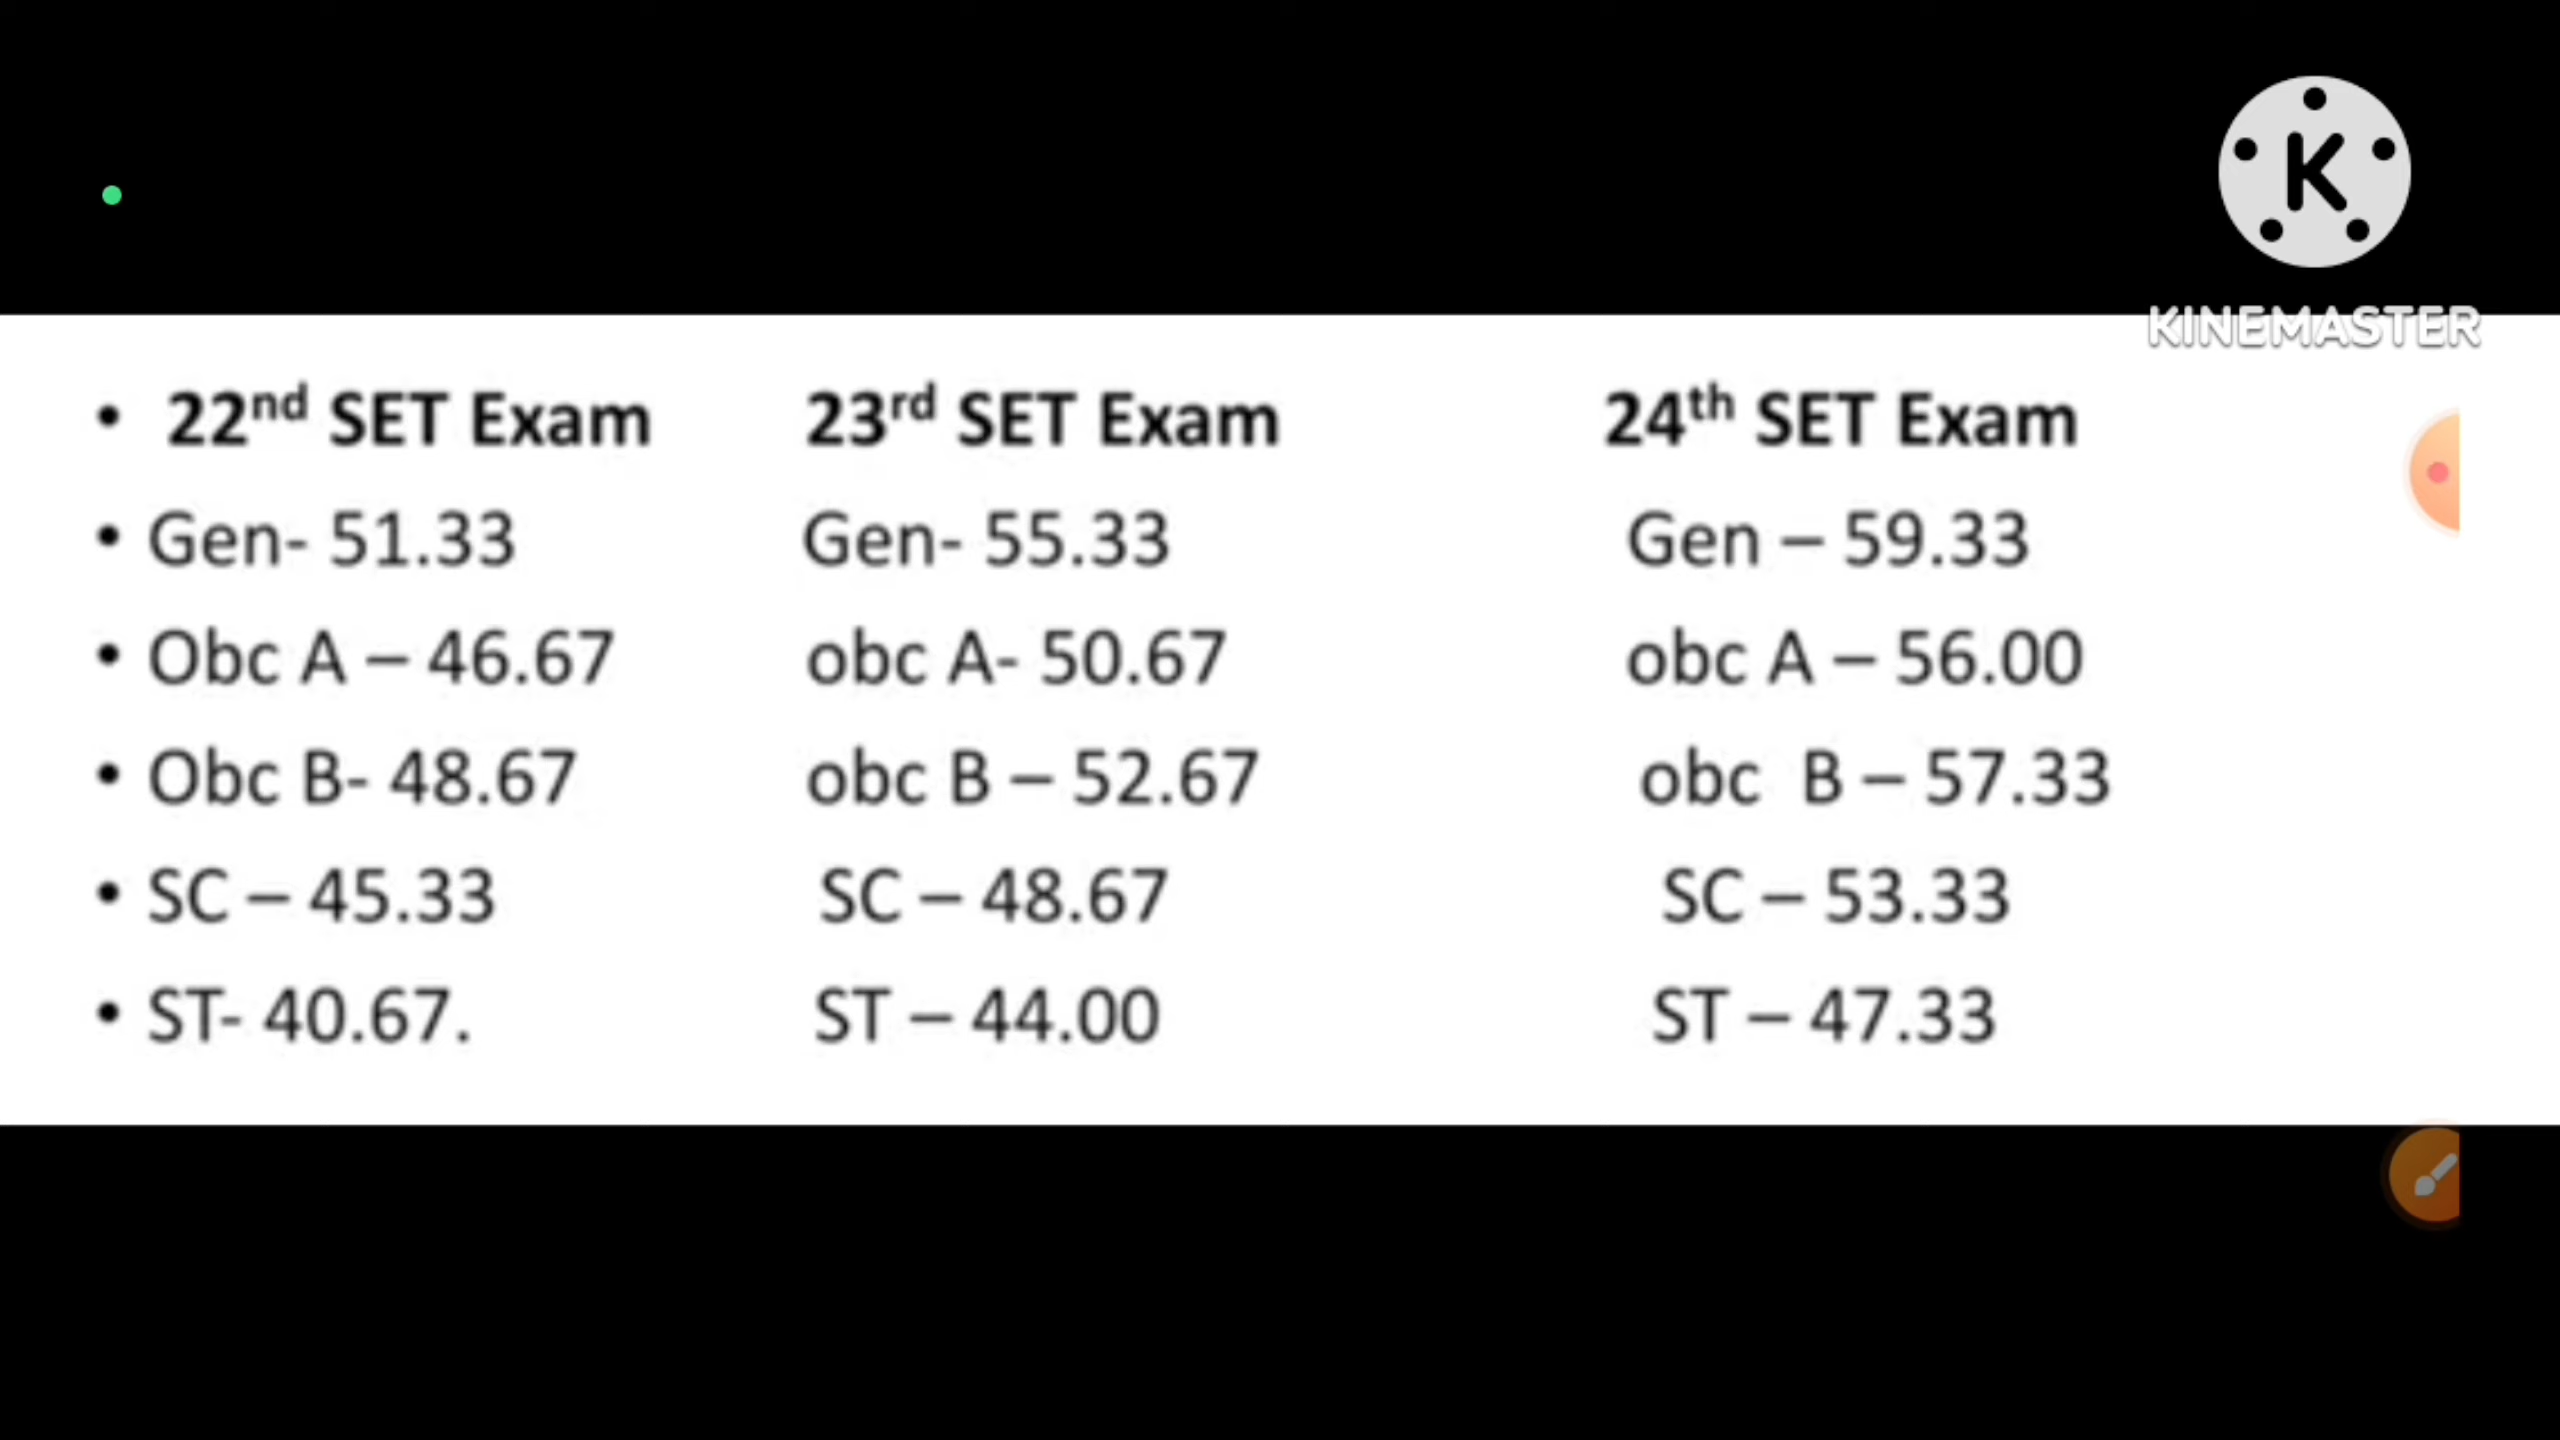 K
KINEMASTER
• 22nd SET Exam 23rd SET Exam 24th SET Exam
• Gen- 51.33 Gen- 55.33 Gen – 59.33
• Obc A – 46.67 obc A- 50.67 obc A – 56.00
• Obc B- 48.67 obc B – 52.67 obc B – 57.33
• SC – 45.33 SC – 48.67 SC – 53.33
• ST- 40.67. ST – 44.00 ST – 47.33